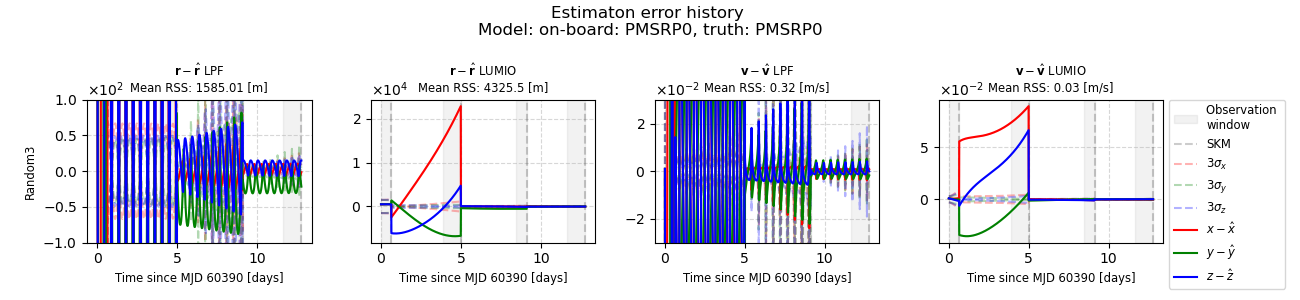 Estimaton error history
Model: on-board: PMSRP0, truth: PMSRP0
r − r̂ LPF
×10² Mean RSS: 1585.01 [m]
1.0
0.5
0.0
−0.5
−1.0
Random3
0 5 10
Time since MJD 60390 [days]
r − r̂ LUMIO
×10⁴ Mean RSS: 4325.5 [m]
2
1
0
0 5 10
Time since MJD 60390 [days]
v − v̂ LPF
×10⁻² Mean RSS: 0.32 [m/s]
2
0
−2
0 5 10
Time since MJD 60390 [days]
v − v̂ LUMIO
×10⁻² Mean RSS: 0.03 [m/s]
5
0
0 5 10
Time since MJD 60390 [days]
Observation
window
SKM
3σₓ
3σ_y
3σ_z
x − x̂
y − ŷ
z − ẑ